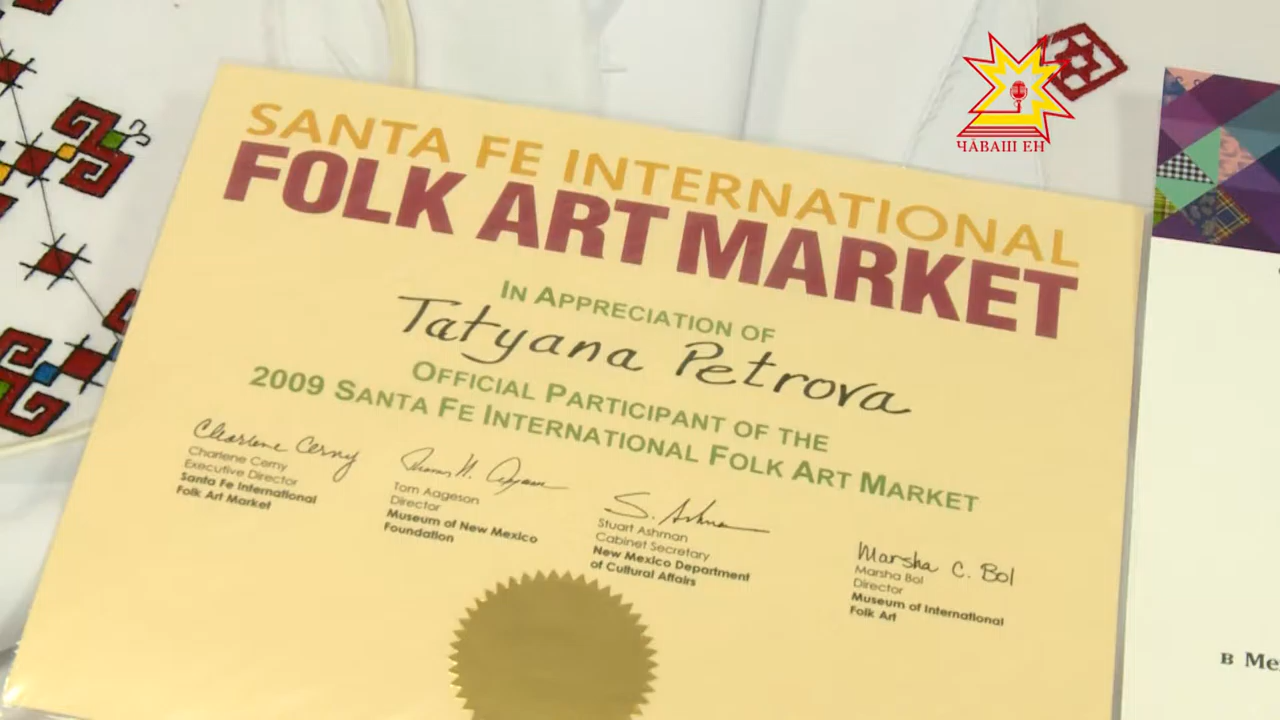 SANTA FE INTERNATIONAL
FOLK ART MARKET
IN APPRECIATION OF
Tatyana Petrova
OFFICIAL PARTICIPANT OF THE
2009 SANTA FE INTERNATIONAL FOLK ART MARKET
Charlene Cerny
Charlene Cerny
Executive Director
Santa Fe International
Folk Art Market
Tom Aageson
Director
Museum of New Mexico
Foundation
S. Ashman
Stuart Ashman
Cabinet Secretary
New Mexico Department
of Cultural Affairs
Marsha C. Bol
Marsha Bol
Director
Museum of International
Folk Art
ЧӐВАШ ЕН
в